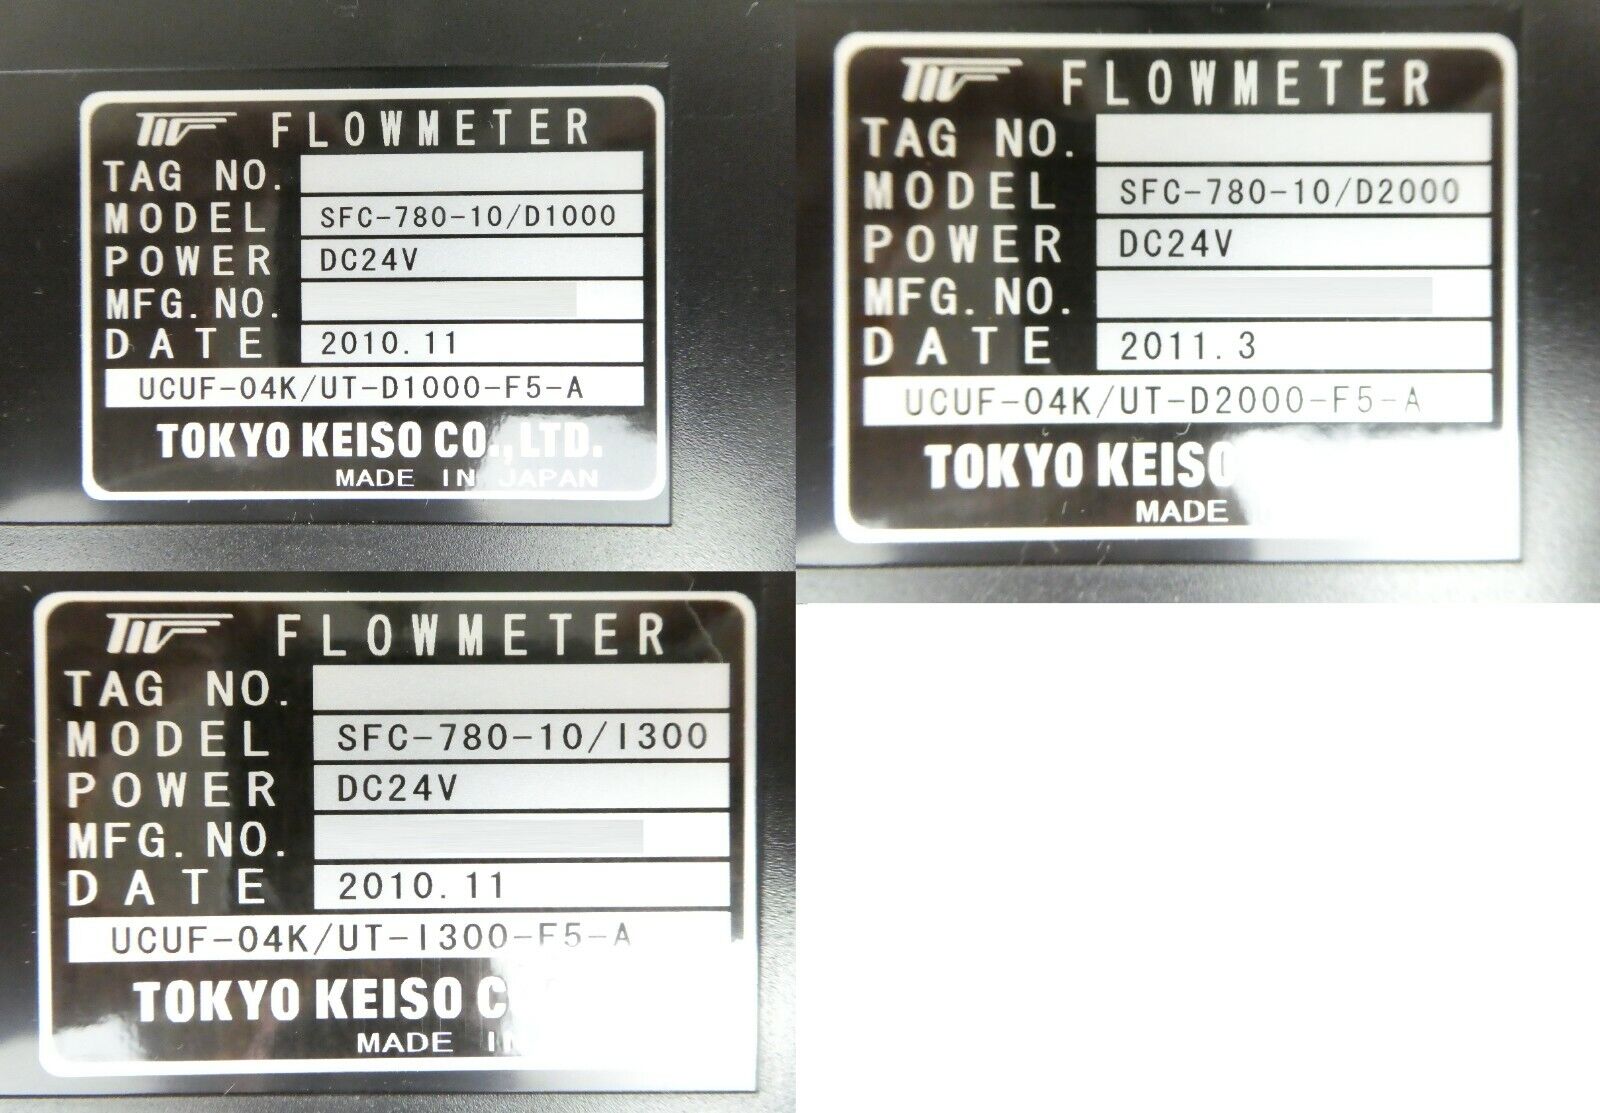 FLOWMETER
TAG NO.
MODEL SFC-780-10/D1000
POWER DC24V
MFG. NO.
DATE 2010.11
UCUF-04K/UT-D1000-F5-A
TOKYO KEISO CO., LTD.
MADE IN JAPAN
FLOWMETER
TAG NO.
MODEL SFC-780-10/D2000
POWER DC24V
MFG. NO.
DATE 2011.3
UCUF-04K/UT-D2000-F5-A
TOKYO KEISO
MADE
FLOWMETER
TAG NO.
MODEL SFC-780-10/I300
POWER DC24V
MFG. NO.
DATE 2010.11
UCUF-04K/UT-I300-F5-A
TOKYO KEISO
MADE